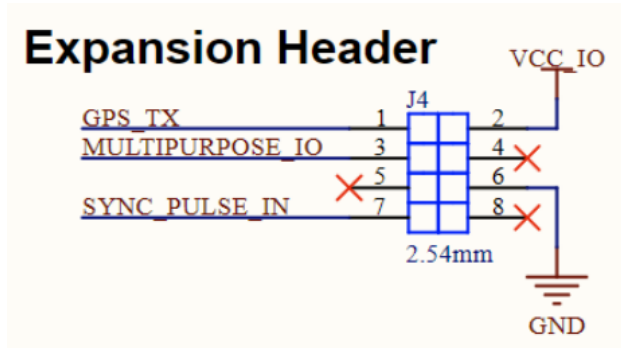 Expansion Header
VCC_IO
J4
GPS_TX 1 2
MULTIPURPOSE_IO 3 4
5 6
SYNC_PULSE_IN 7 8
2.54mm
GND